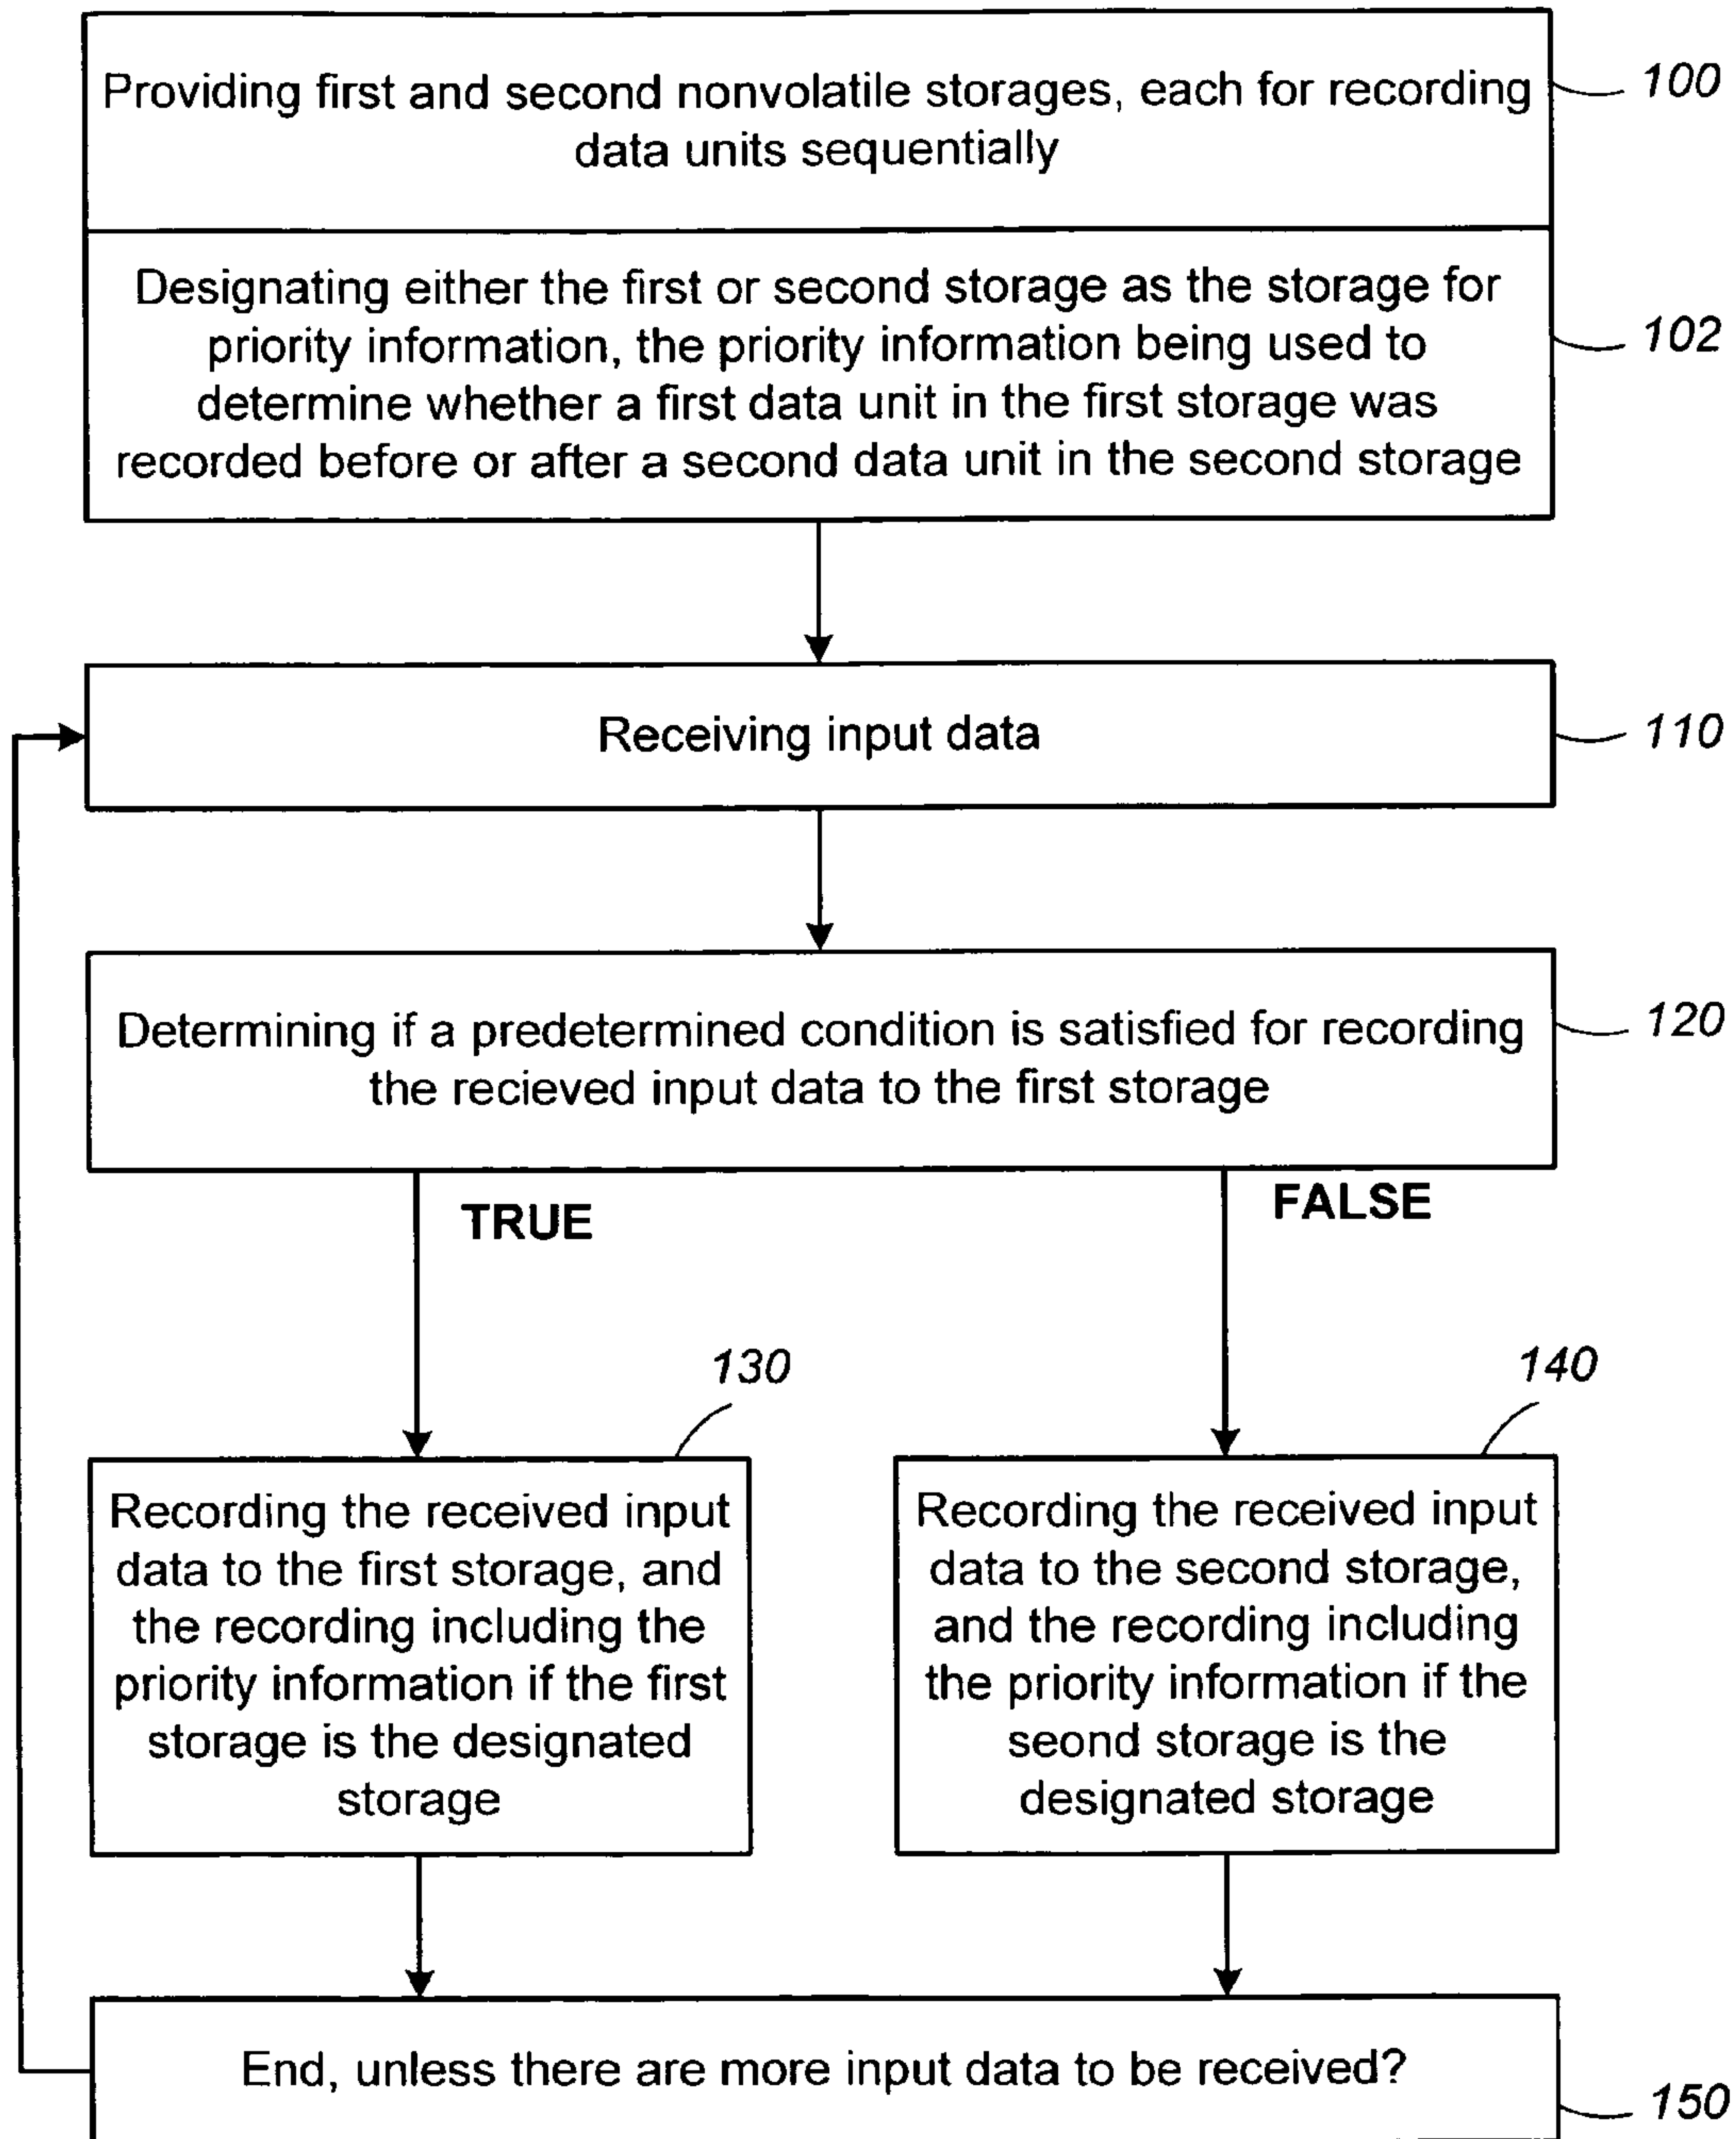 Providing first and second nonvolatile storages, each for recording
data units sequentially
100
Designating either the first or second storage as the storage for
priority information, the priority information being used to
determine whether a first data unit in the first storage was
recorded before or after a second data unit in the second storage
102
Receiving input data
110
Determining if a predetermined condition is satisfied for recording
the recieved input data to the first storage
120
TRUE
FALSE
130
Recording the received input
data to the first storage, and
the recording including the
priority information if the first
storage is the designated
storage
140
Recording the received input
data to the second storage,
and the recording including
the priority information if the
seond storage is the
designated storage
End, unless there are more input data to be received?
150